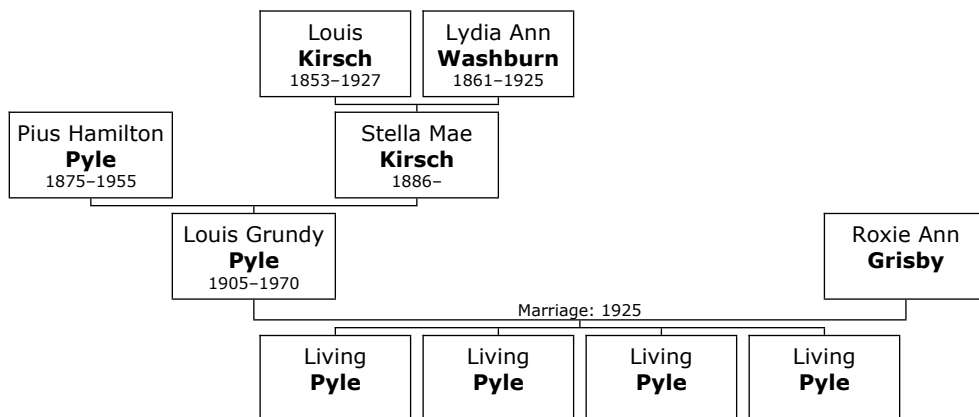 Louis
Kirsch
1853–1927
Lydia Ann
Washburn
1861–1925
Pius Hamilton
Pyle
1875–1955
Stella Mae
Kirsch
1886–
Louis Grundy
Pyle
1905–1970
Roxie Ann
Grisby
Marriage: 1925
Living
Pyle
Living
Pyle
Living
Pyle
Living
Pyle